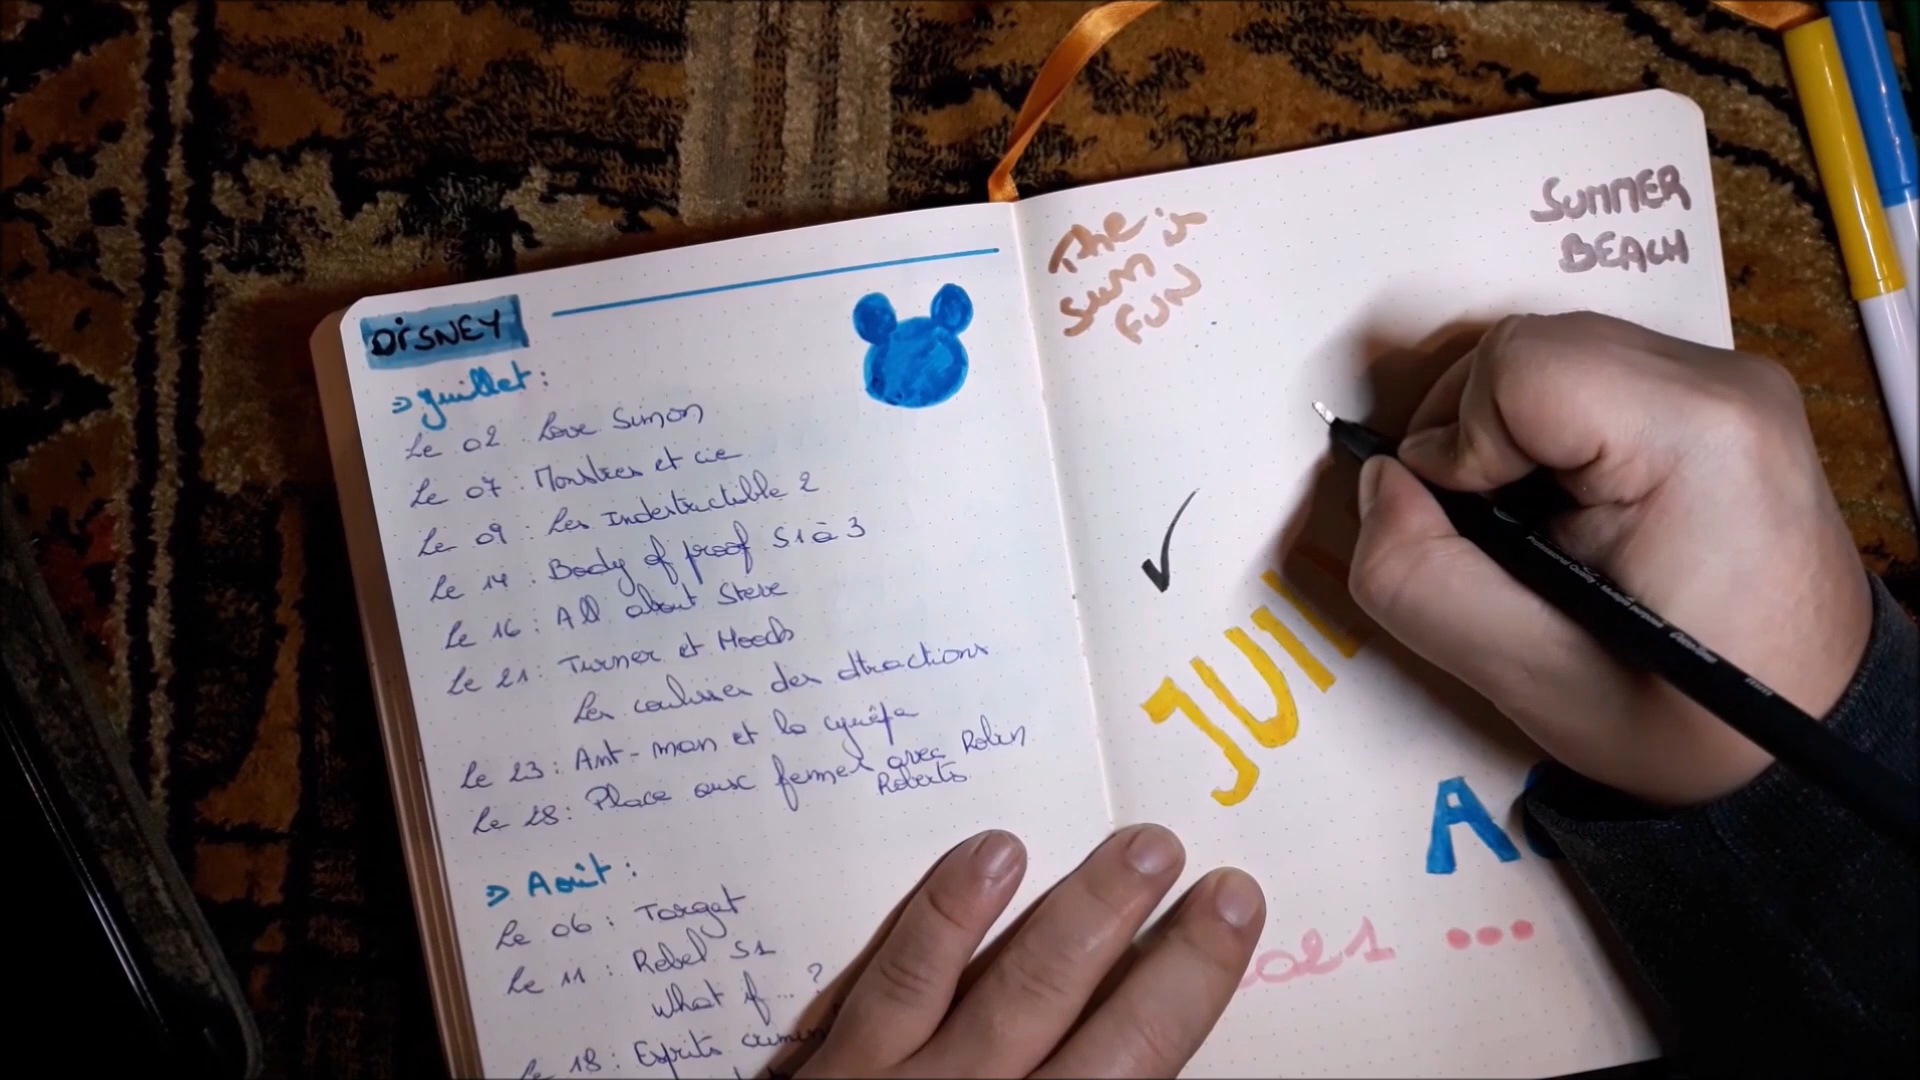 DISNEY
⇒ Juillet :
Le 02 : Love Simon
Le 07 : Monstres et cie
Le 09 : Les Indestructible 2
Le 14 : Body of proof S1 à 3
Le 16 : All about Steve
Le 21 : Turner et Hooch
Les coulisses des attractions
Le 23 : Ant-man et la guêpe
Le 28 : Place aux femmes avec Robin
Roberts
⇒ Août :
Le 06 : Target
Le 11 : Rebel S1
What if... ?
Le 18 : Esprits crimin
The
Sun in
FUN
SUMMER
BEACH
JUIL
A
2021 ...